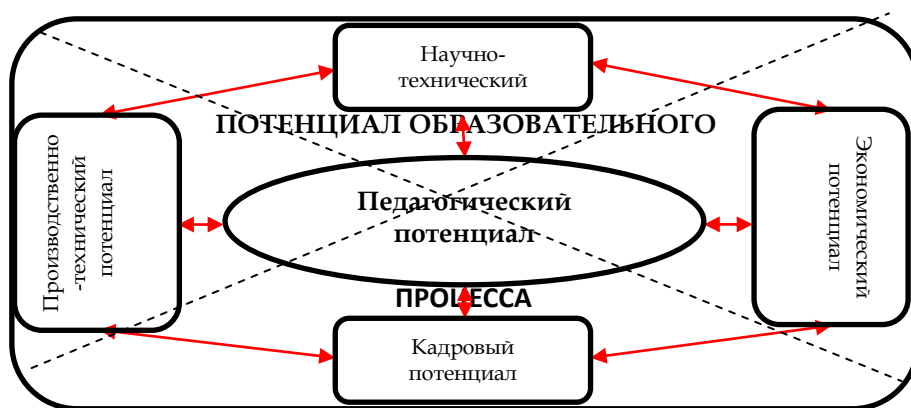 Научно-
технический
ПОТЕНЦИАЛ ОБРАЗОВАТЕЛЬНОГО
Производственно
-технический
потенциал
Педагогический
потенциал
Экономический
потенциал
ПРОЦЕССА
Кадровый
потенциал